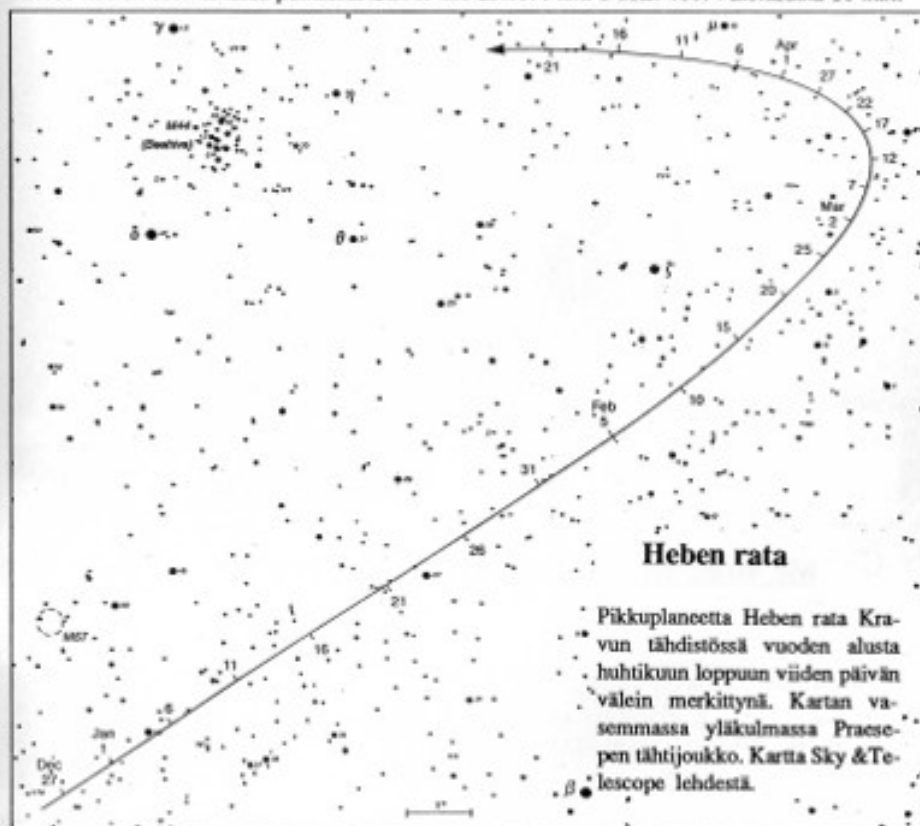 γ
μ
16
11
6
Apr
1
21
27
η
22
M44
(Beehive)
17
12
7
Mar
2
δ
θ
25
ζ
20
15
10
Feb
5
31
26
Heben rata
21
Pikkuplaneetta Heben rata Kra-
vun tähdistössä vuoden alusta
huhtikuun loppuun viiden päivän
välein merkittynä. Kartan va-
semmassa yläkulmassa Praese-
pen tähtijoukko. Kartta Sky & Te-
lescope lehdestä.
M67
16
11
6
Jan
1
Dec
27
β
1°